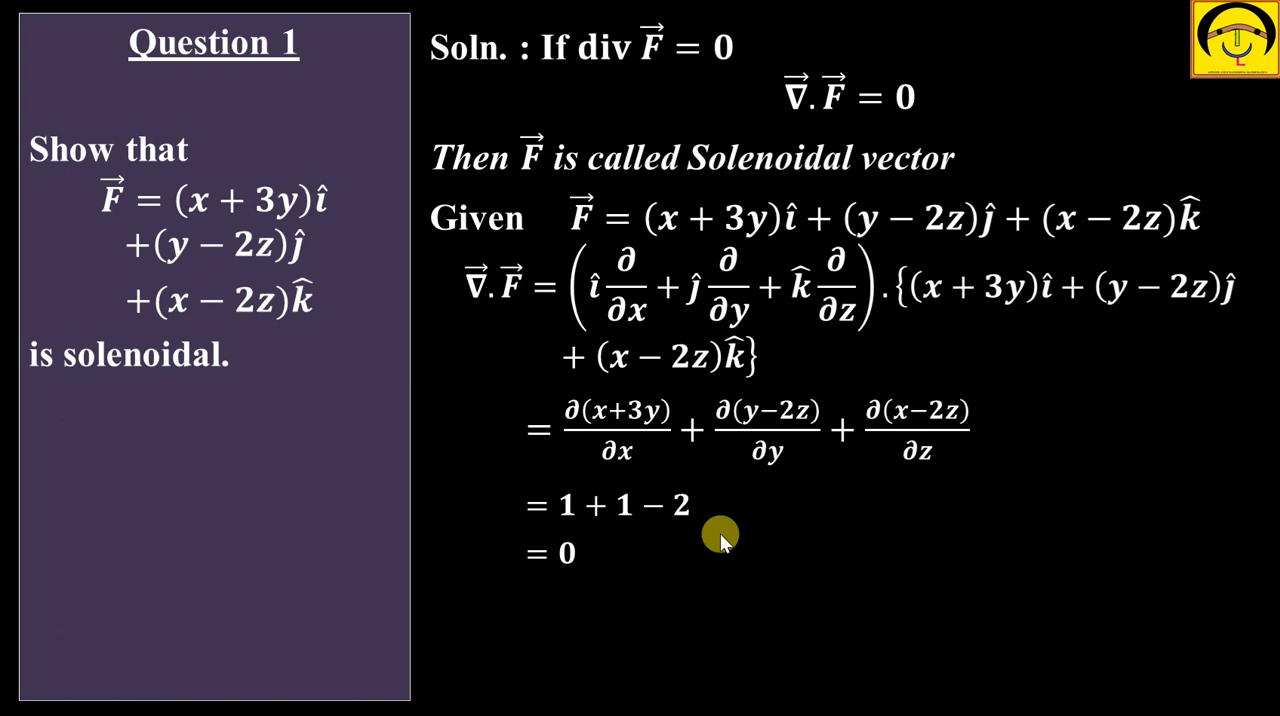 Question 1
Show that
F⃗ = (x + 3y)î
+(y − 2z)ĵ
+(x − 2z)k̂
is solenoidal.
Soln. : If div F⃗ = 0
∇⃗. F⃗ = 0
Then F⃗ is called Solenoidal vector
Given F⃗ = (x + 3y)î + (y − 2z)ĵ + (x − 2z)k̂
∇⃗. F⃗ = (î ∂/∂x + ĵ ∂/∂y + k̂ ∂/∂z) . {(x + 3y)î + (y − 2z)ĵ
+ (x − 2z)k̂}
= ∂(x+3y)/∂x + ∂(y−2z)/∂y + ∂(x−2z)/∂z
= 1 + 1 − 2
= 0